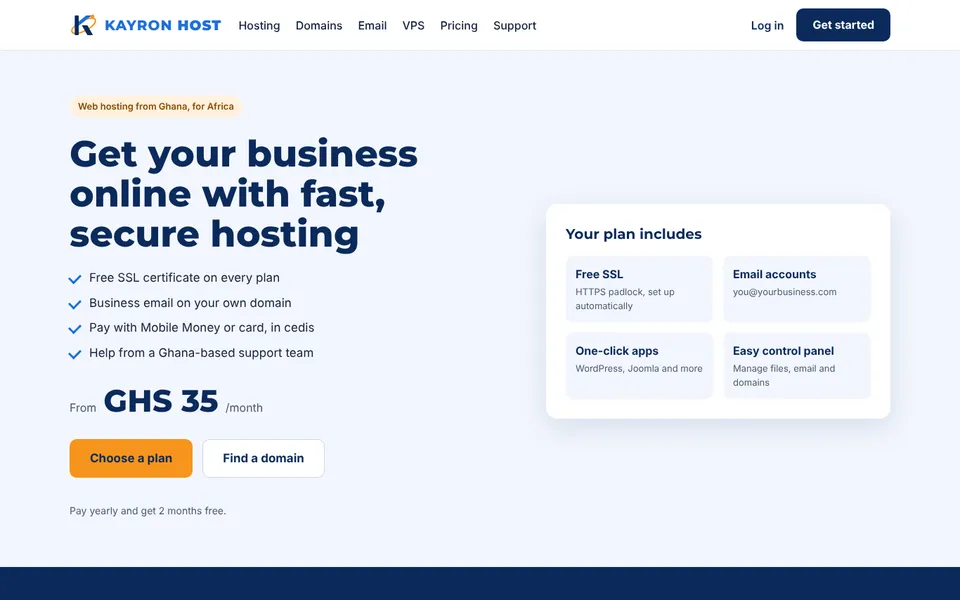 KAYRON HOST
Hosting
Domains
Email
VPS
Pricing
Support
Log in
Get started
Web hosting from Ghana, for Africa
Get your business
online with fast,
secure hosting
Free SSL certificate on every plan
Business email on your own domain
Pay with Mobile Money or card, in cedis
Help from a Ghana-based support team
From GHS 35 /month
Choose a plan
Find a domain
Pay yearly and get 2 months free.
Your plan includes
Free SSL
HTTPS padlock, set up
automatically
Email accounts
you@yourbusiness.com
One-click apps
WordPress, Joomla and more
Easy control panel
Manage files, email and
domains